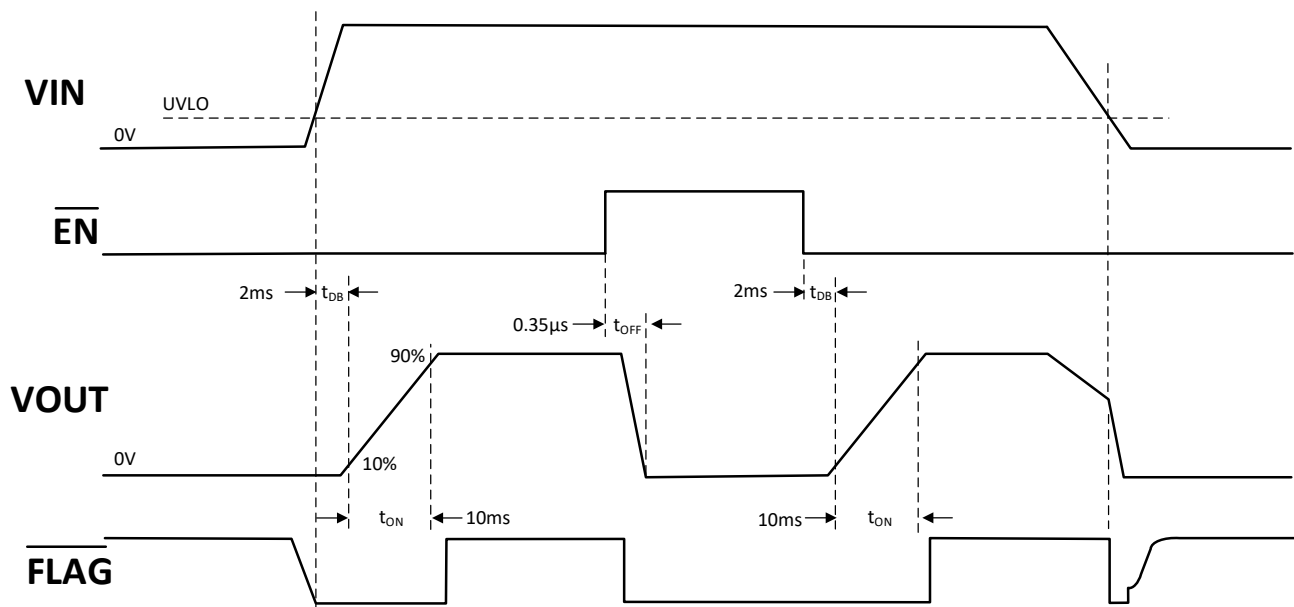 VIN
UVLO
0V
EN
2ms
tDB
2ms
tDB
0.35µs
tOFF
90%
VOUT
0V
10%
tON
10ms
10ms
tON
FLAG